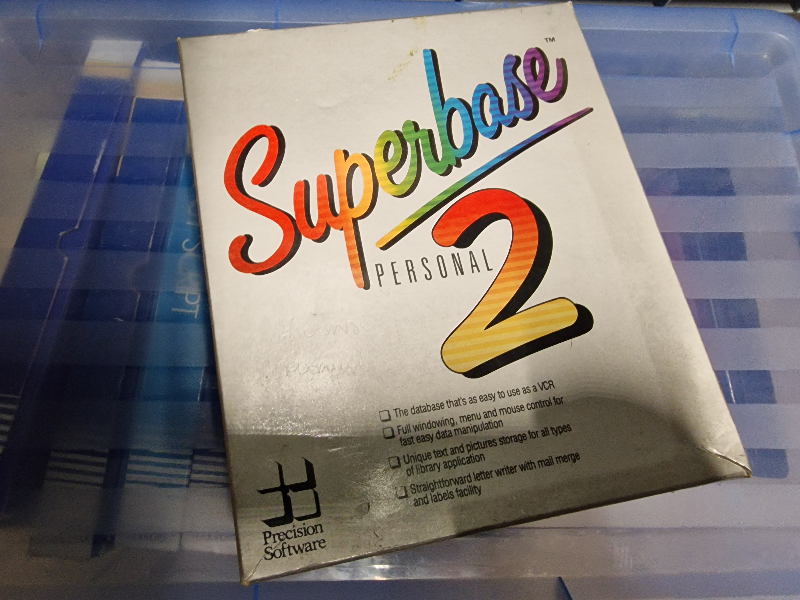 Superbase™
PERSONAL 2
❏ The database that's as easy to use as a VCR
❏ Full windowing, menu and mouse control for
fast easy data manipulation
❏ Unique text and pictures storage for all types
of library application
❏ Straightforward letter writer with mail merge
and labels facility
Precision
Software